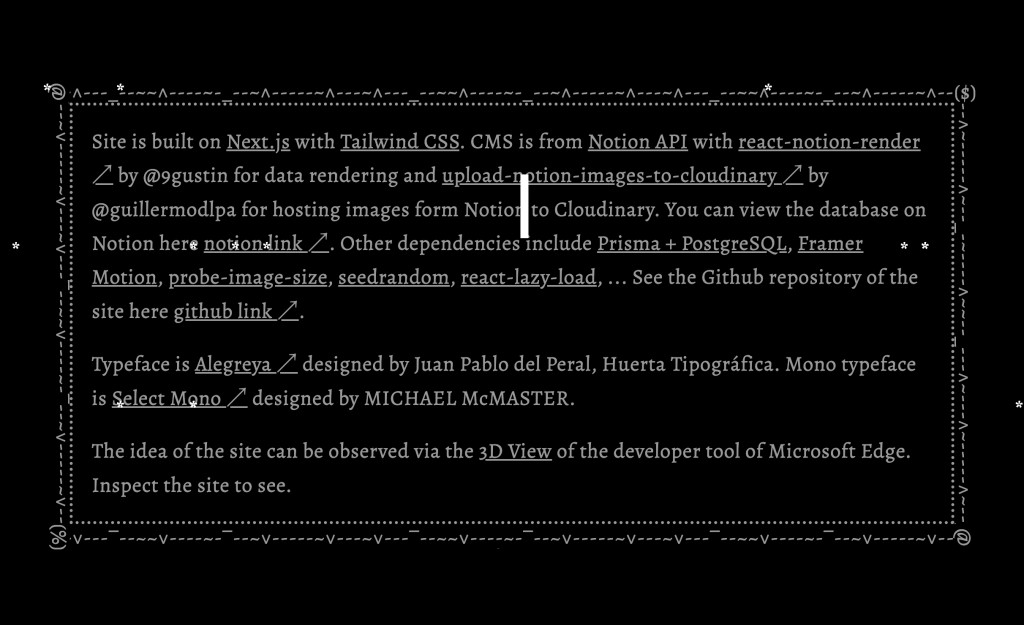 Site is built on Next.js with Tailwind CSS. CMS is from Notion API with react-notion-render
↗ by @9gustin for data rendering and upload-notion-images-to-cloudinary ↗ by
@guillermodlpa for hosting images form Notion to Cloudinary. You can view the database on
Notion here notion link ↗. Other dependencies include Prisma + PostgreSQL, Framer
Motion, probe-image-size, seedrandom, react-lazy-load, ... See the Github repository of the
site here github link ↗.
Typeface is Alegreya ↗ designed by Juan Pablo del Peral, Huerta Tipográfica. Mono typeface
is Select Mono ↗ designed by MICHAEL McMASTER.
The idea of the site can be observed via the 3D View of the developer tool of Microsoft Edge.
Inspect the site to see.